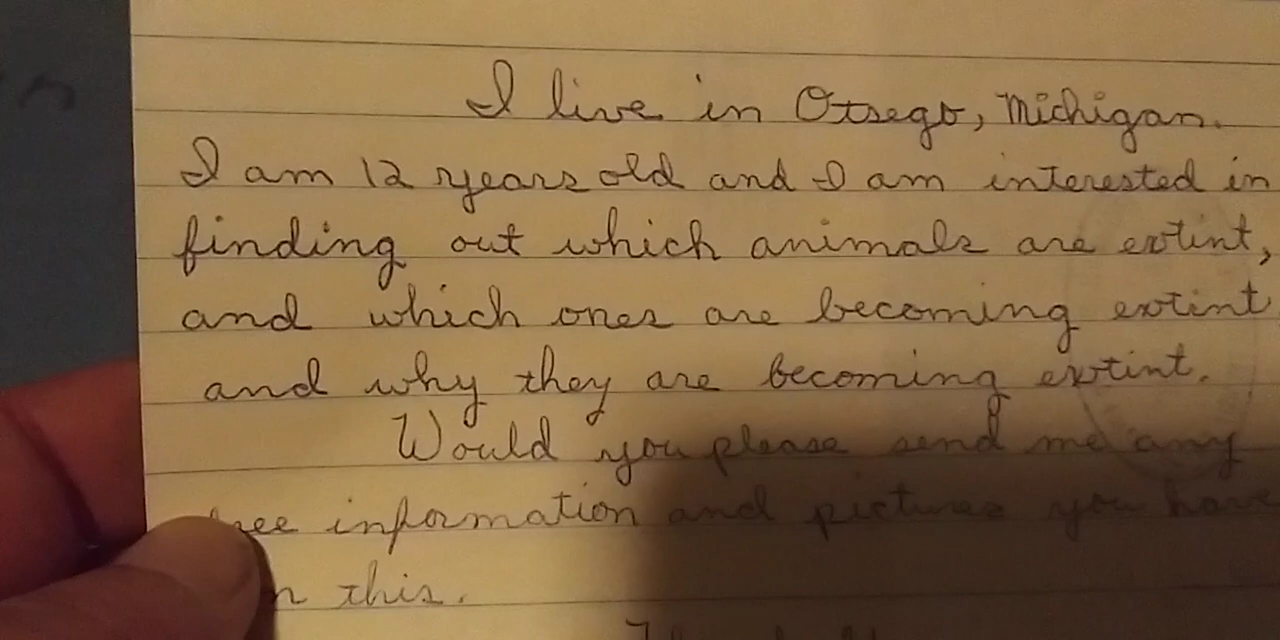 I live in Otsego, Michigan.
I am 12 years old and I am interested in
finding out which animals are extint,
and which ones are becoming extint
and why they are becoming extint.
Would you please send me any
free information and pictures you have
on this.